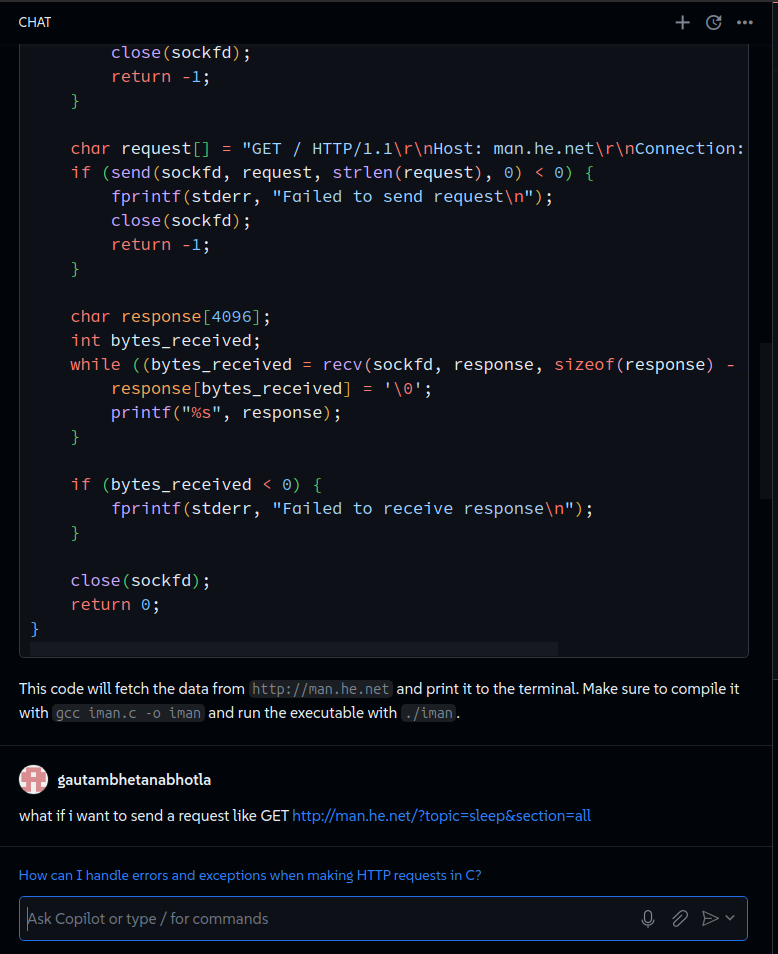 CHAT
close(sockfd);
return -1;
}
char request[] = "GET / HTTP/1.1\r\nHost: man.he.net\r\nConnection:
if (send(sockfd, request, strlen(request), 0) < 0) {
fprintf(stderr, "Failed to send request\n");
close(sockfd);
return -1;
}
char response[4096];
int bytes_received;
while ((bytes_received = recv(sockfd, response, sizeof(response) -
response[bytes_received] = '\0';
printf("%s", response);
}
if (bytes_received < 0) {
fprintf(stderr, "Failed to receive response\n");
}
close(sockfd);
return 0;
}
This code will fetch the data from http://man.he.net and print it to the terminal. Make sure to compile it
with gcc iman.c -o iman and run the executable with ./iman.
gautambhetanabhotla
what if i want to send a request like GET http://man.he.net/?topic=sleep&section=all
How can I handle errors and exceptions when making HTTP requests in C?
Ask Copilot or type / for commands